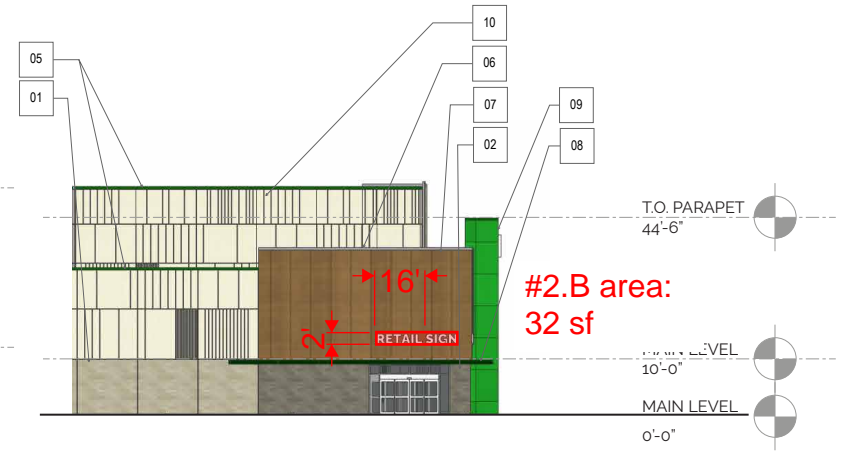 10
05
06
01
07
09
02
08
T.O. PARAPET
44'-6"
16'
#2.B area:
32 sf
2'
RETAIL SIGN
LEVEL
10'-0"
MAIN LEVEL
0'-0"